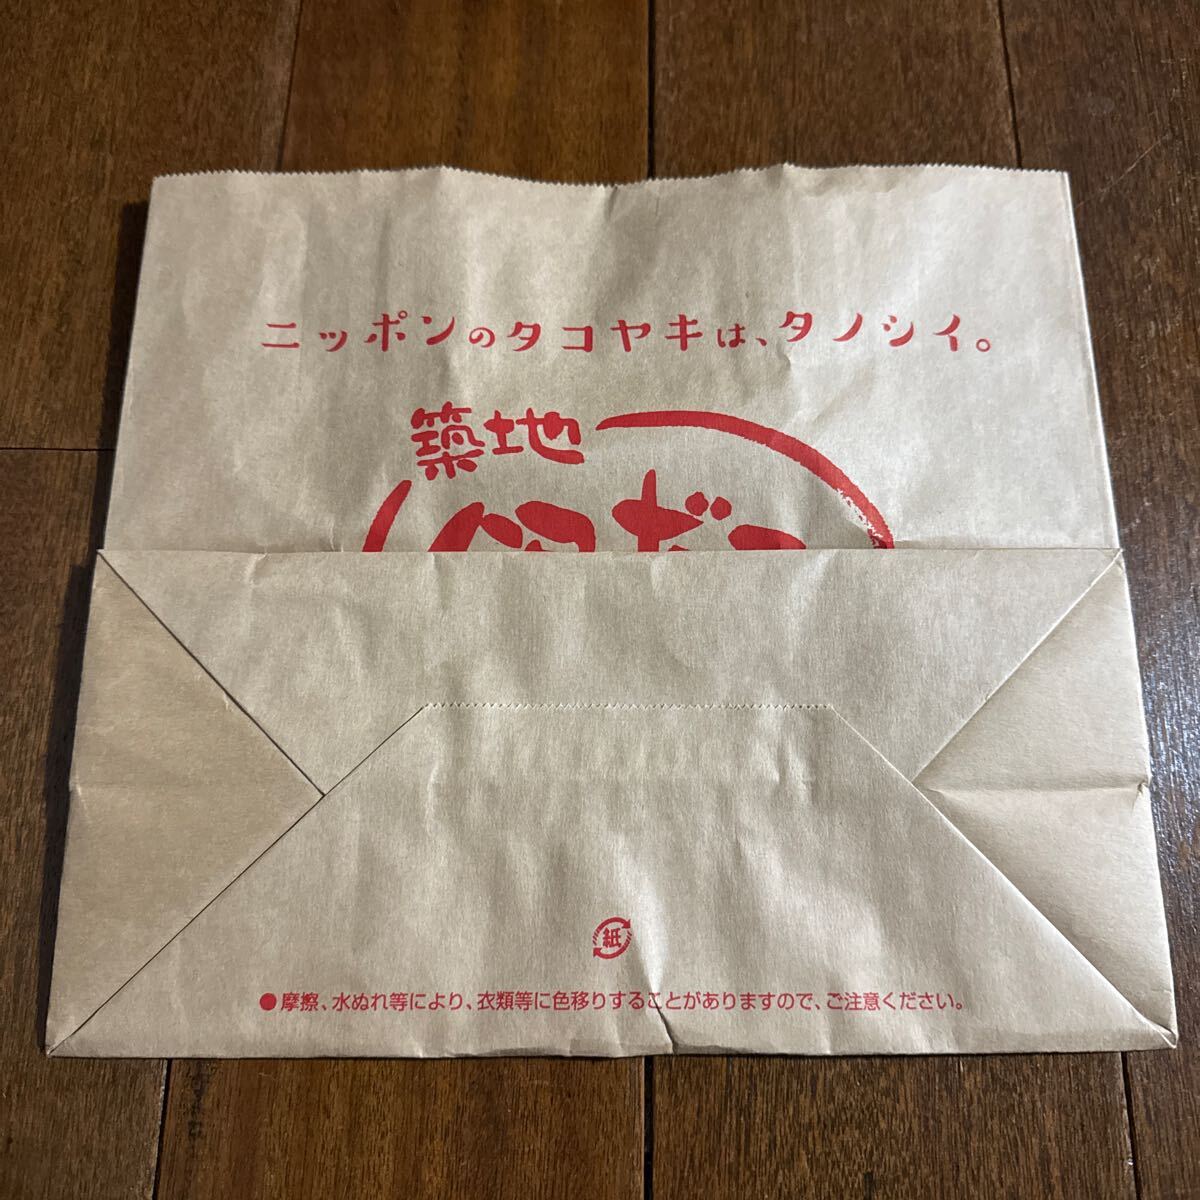 ニッポンのタコヤキは、タノシイ。
築地
紙
●摩擦、水ぬれ等により、衣類等に色移りすることがありますので、ご注意ください。